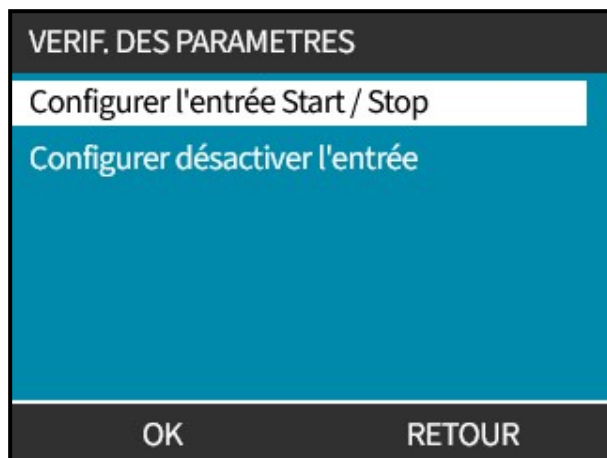 VERIF. DES PARAMETRES
Configurer l'entrée Start / Stop
Configurer désactiver l'entrée
OK RETOUR